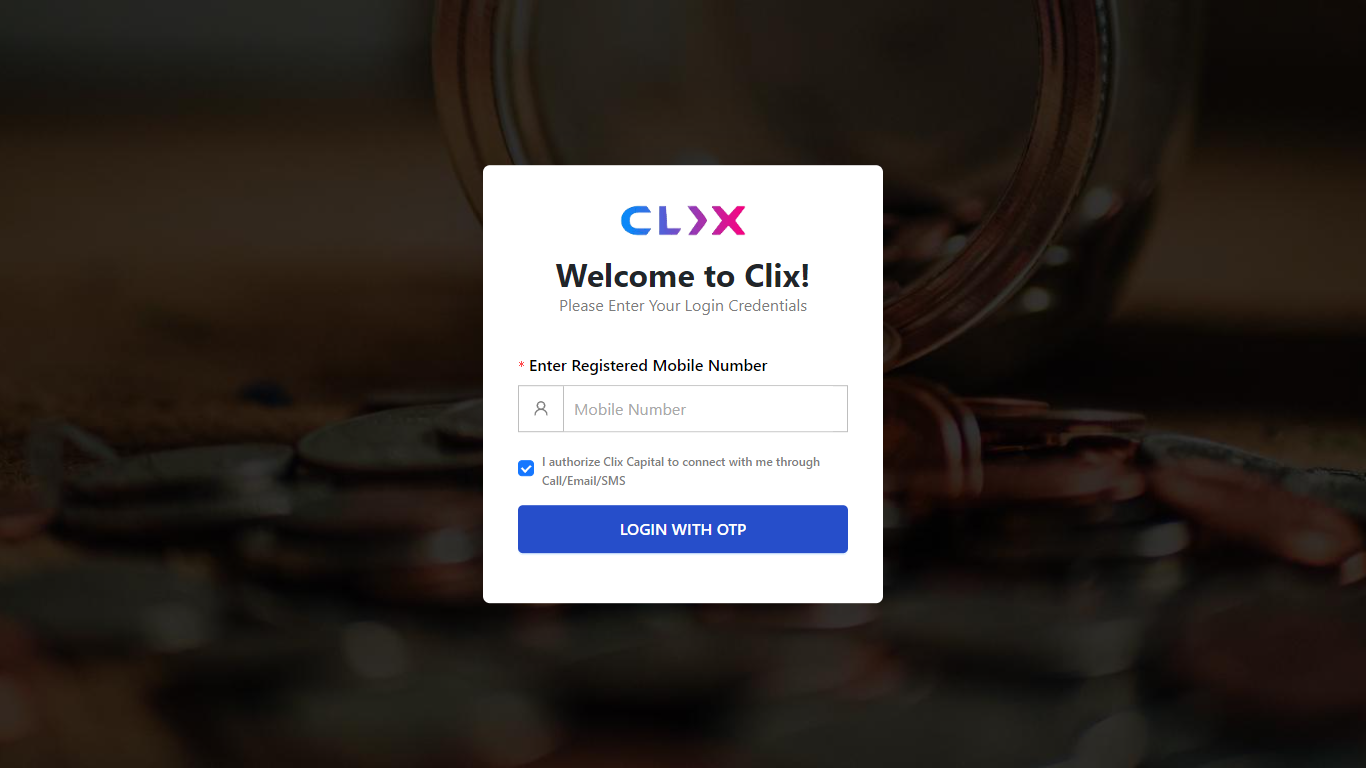 CLIX
Welcome to Clix!
Please Enter Your Login Credentials
* Enter Registered Mobile Number
Mobile Number
I authorize Clix Capital to connect with me through
Call/Email/SMS
LOGIN WITH OTP